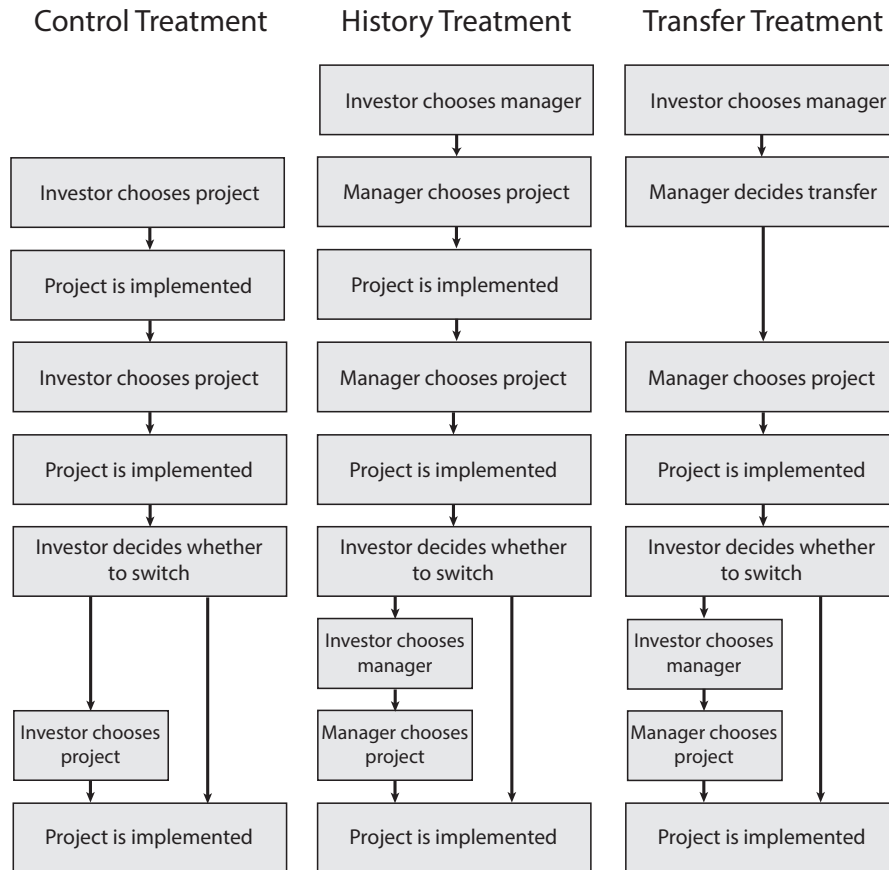 Control Treatment
History Treatment
Transfer Treatment
Investor chooses manager
Investor chooses manager
Investor chooses project
Manager chooses project
Manager decides transfer
Project is implemented
Project is implemented
Investor chooses project
Manager chooses project
Manager chooses project
Project is implemented
Project is implemented
Project is implemented
Investor decides whether
to switch
Investor decides whether
to switch
Investor decides whether
to switch
Investor chooses
manager
Investor chooses
manager
Investor chooses
project
Manager chooses
project
Manager chooses
project
Project is implemented
Project is implemented
Project is implemented